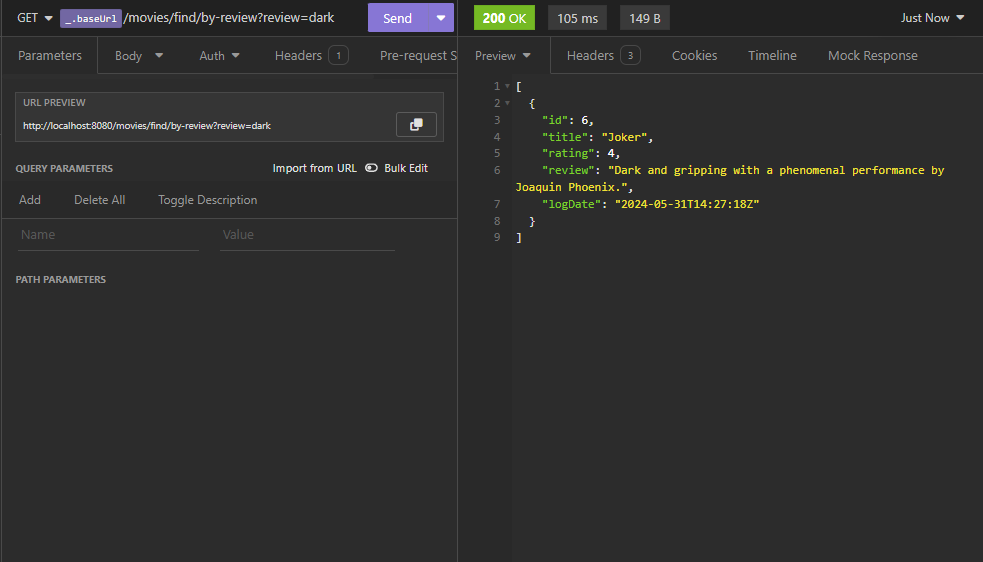 GET _.baseUrl /movies/find/by-review?review=dark Send
Parameters Body Auth Headers 1 Pre-request S
URL PREVIEW
http://localhost:8080/movies/find/by-review?review=dark
QUERY PARAMETERS Import from URL Bulk Edit
Add Delete All Toggle Description
Name Value
PATH PARAMETERS
200 OK 105 ms 149 B Just Now
Preview Headers 3 Cookies Timeline Mock Response
1 [
2 {
3 "id": 6,
4 "title": "Joker",
5 "rating": 4,
6 "review": "Dark and gripping with a phenomenal performance by
Joaquin Phoenix.",
7 "logDate": "2024-05-31T14:27:18Z"
8 }
9 ]